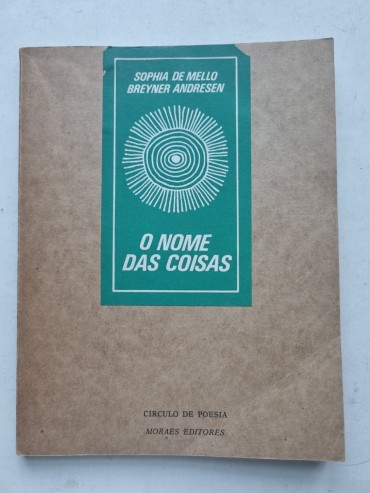 SOPHIA DE MELLO
BREYNER ANDRESEN
O NOME
DAS COISAS
CIRCULO DE POESIA
MORAES EDITORES